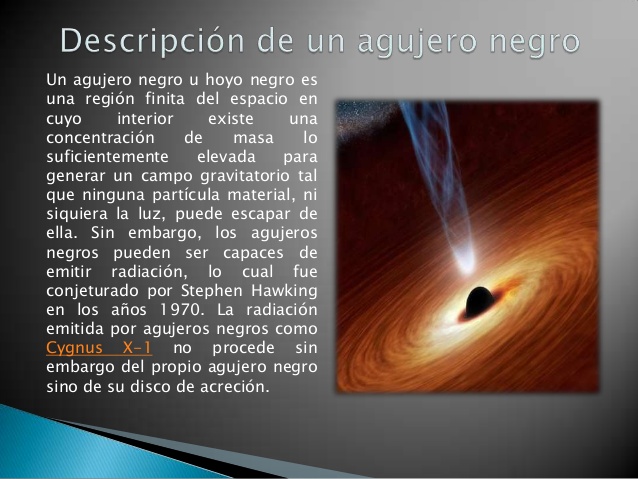 Descripción de un agujero negro
Un agujero negro u hoyo negro es
una región finita del espacio en
cuyo interior existe una
concentración de masa lo
suficientemente elevada para
generar un campo gravitatorio tal
que ninguna partícula material, ni
siquiera la luz, puede escapar de
ella. Sin embargo, los agujeros
negros pueden ser capaces de
emitir radiación, lo cual fue
conjeturado por Stephen Hawking
en los años 1970. La radiación
emitida por agujeros negros como
Cygnus X-1 no procede sin
embargo del propio agujero negro
sino de su disco de acreción.